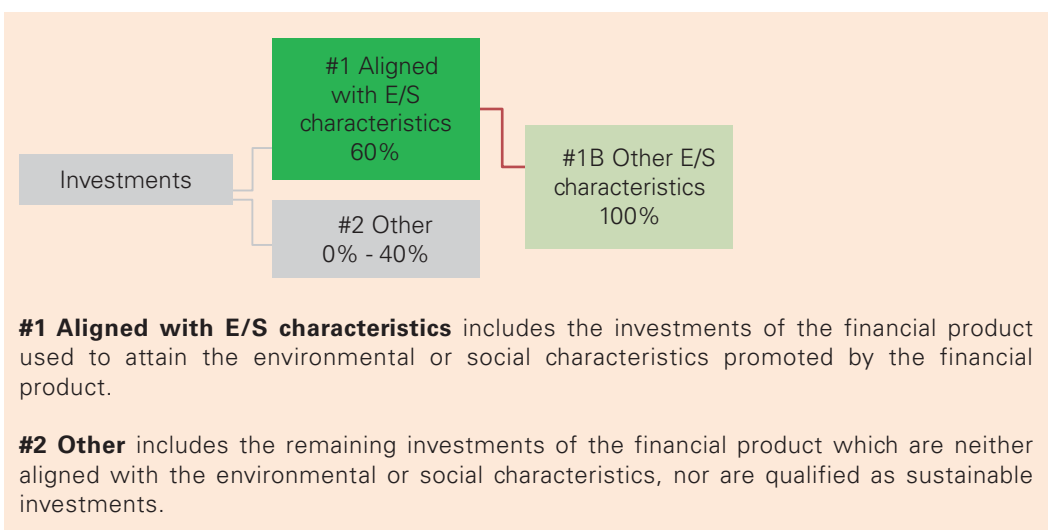 #1 Aligned
with E/S
characteristics
60%
Investments
#1B Other E/S
characteristics
100%
#2 Other
0% - 40%
#1 Aligned with E/S characteristics includes the investments of the financial product
used to attain the environmental or social characteristics promoted by the financial
product.
#2 Other includes the remaining investments of the financial product which are neither
aligned with the environmental or social characteristics, nor are qualified as sustainable
investments.